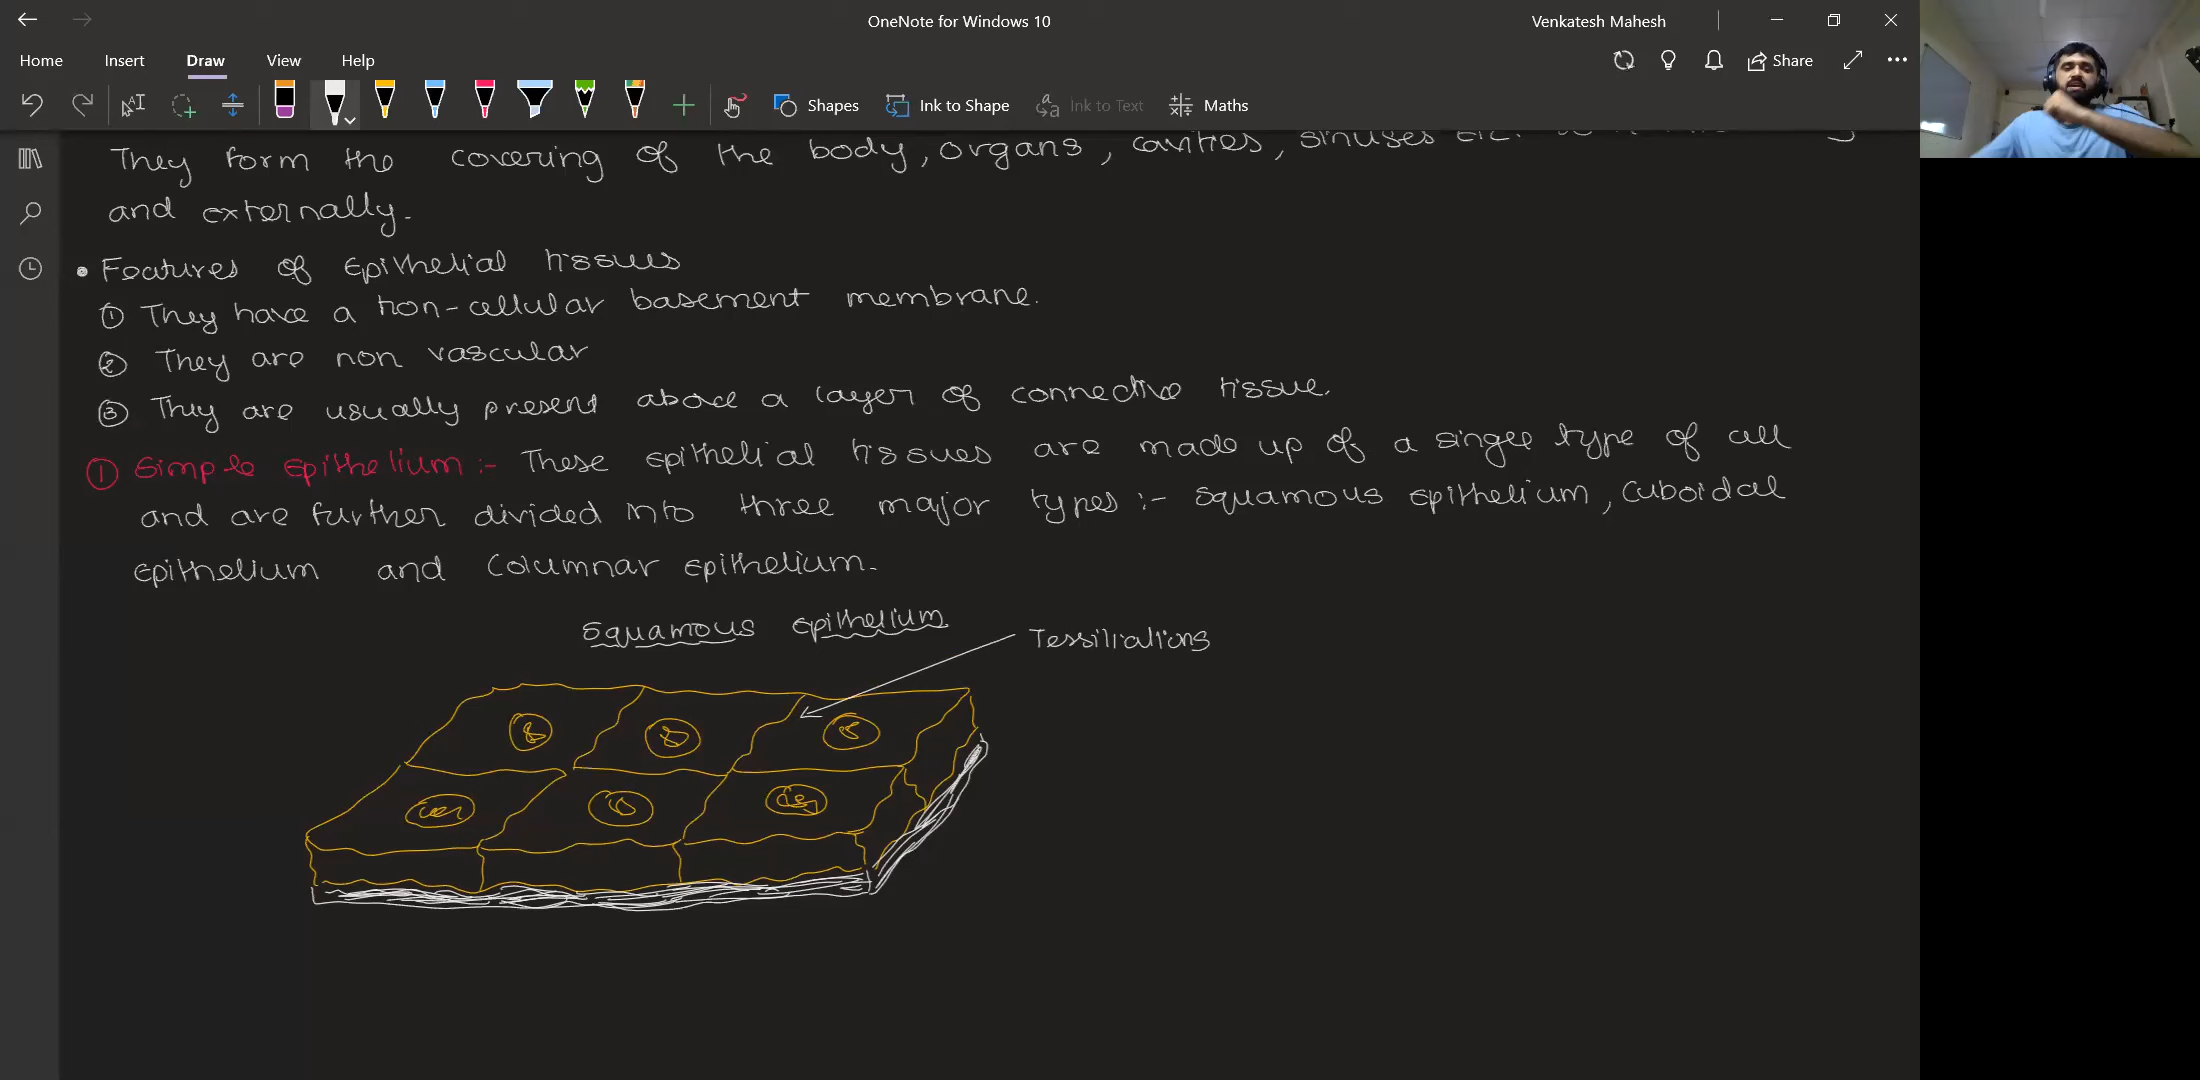 OneNote for Windows 10
Venkatesh Mahesh
Home Insert Draw View Help
Share
Shapes Ink to Shape Ink to Text Maths
They form the covering of the body, organs, cavities, sinuses etc.
and externally.
• Features of Epithelial tissues
① They have a non-cellular basement membrane.
② They are non vascular
③ They are usually present above a layer of connective tissue.
① Simple Epithelium :- These epithelial tissues are made up of a single type of cell
and are further divided into three major types :- Squamous epithelium, Cuboidal
Epithelium and Columnar Epithelium.
Squamous Epithelium
Tessiliations